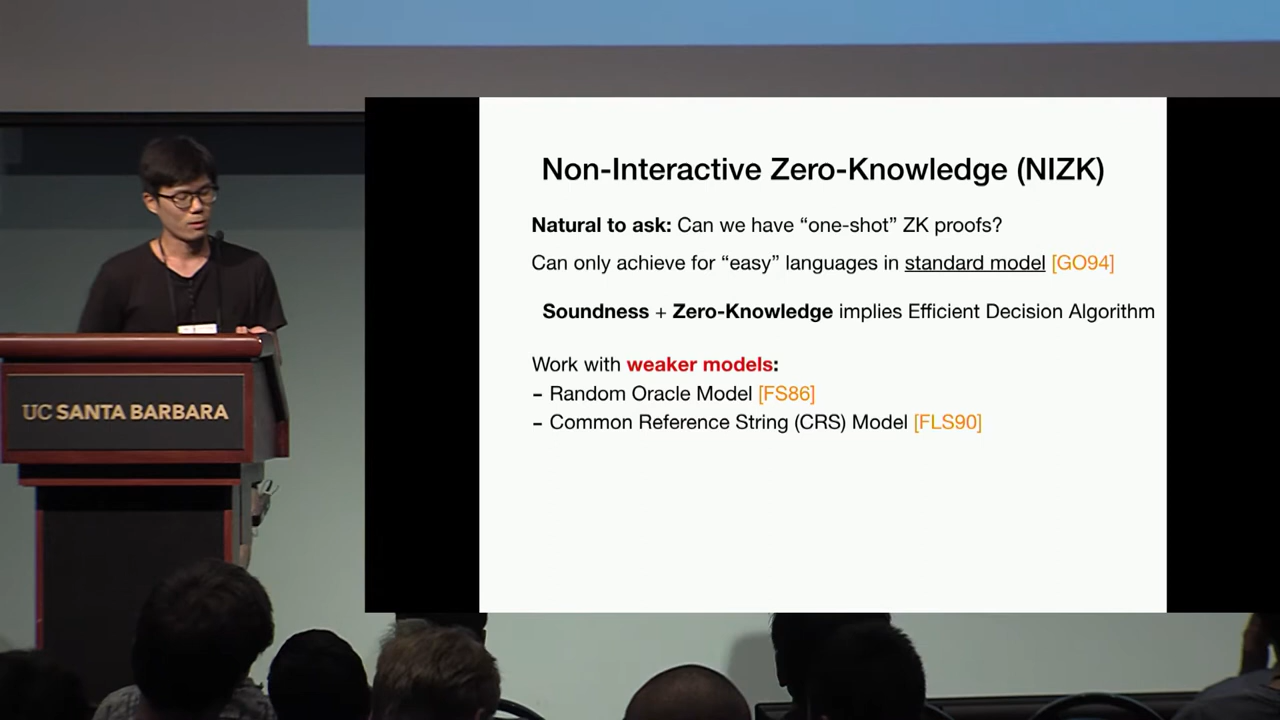 Non-Interactive Zero-Knowledge (NIZK)
Natural to ask: Can we have “one-shot” ZK proofs?
Can only achieve for “easy” languages in standard model [GO94]
Soundness + Zero-Knowledge implies Efficient Decision Algorithm
Work with weaker models:
– Random Oracle Model [FS86]
– Common Reference String (CRS) Model [FLS90]
UC SANTA BARBARA